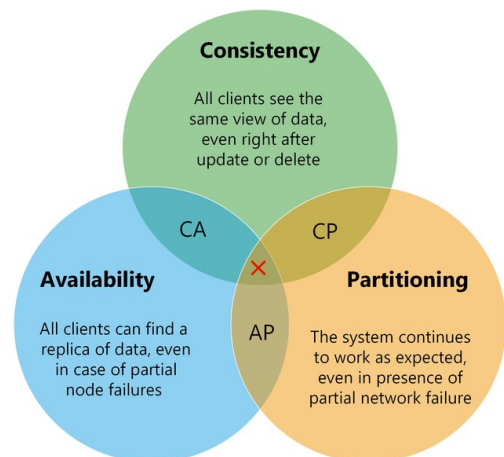 Consistency
All clients see the
same view of data,
even right after
update or delete
CA
CP
Availability
All clients can find a
replica of data, even
in case of partial
node failures
AP
Partitioning
The system continues
to work as expected,
even in presence of
partial network failure